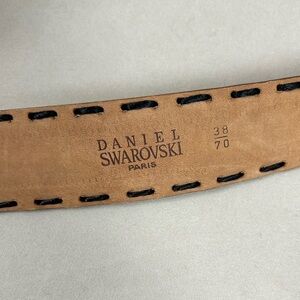 DANIEL
SWAROVSKI
PARIS
38
70